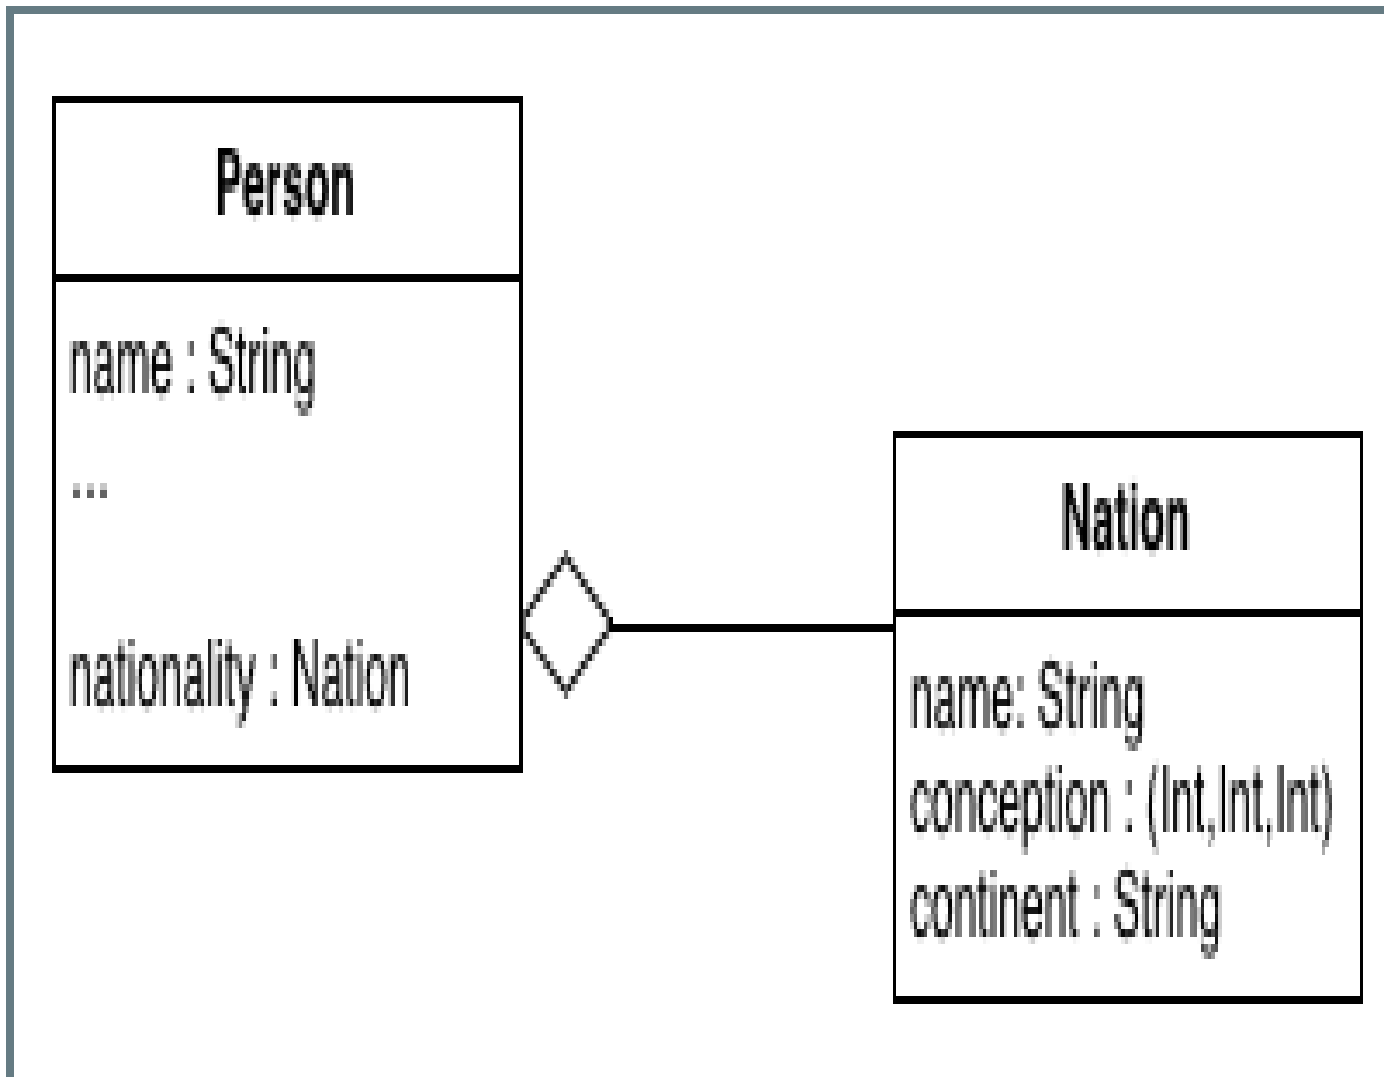 Person
name : String
...
nationality : Nation
Nation
name: String
conception : (Int,Int,Int)
continent : String